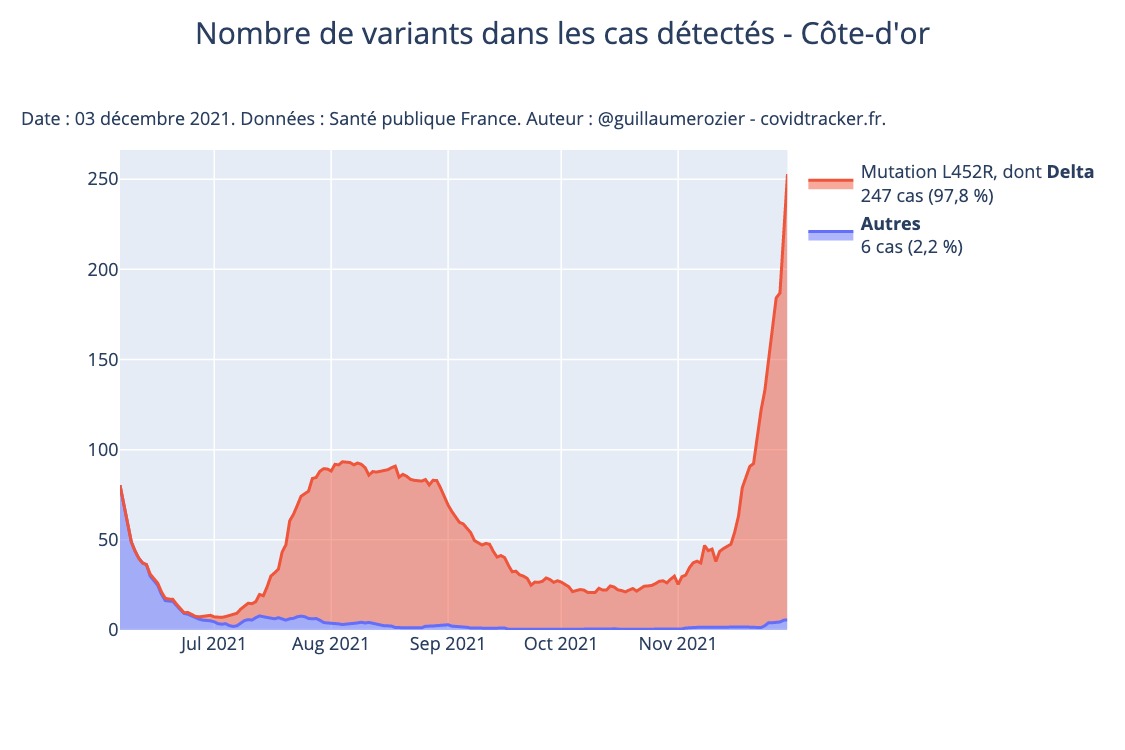 Nombre de variants dans les cas détectés - Côte-d'or
Date : 03 décembre 2021. Données : Santé publique France. Auteur : @guillaumerozier - covidtracker.fr.
250
200
150
100
50
0
Jul 2021
Aug 2021
Sep 2021
Oct 2021
Nov 2021
Mutation L452R, dont Delta
247 cas (97,8 %)
Autres
6 cas (2,2 %)